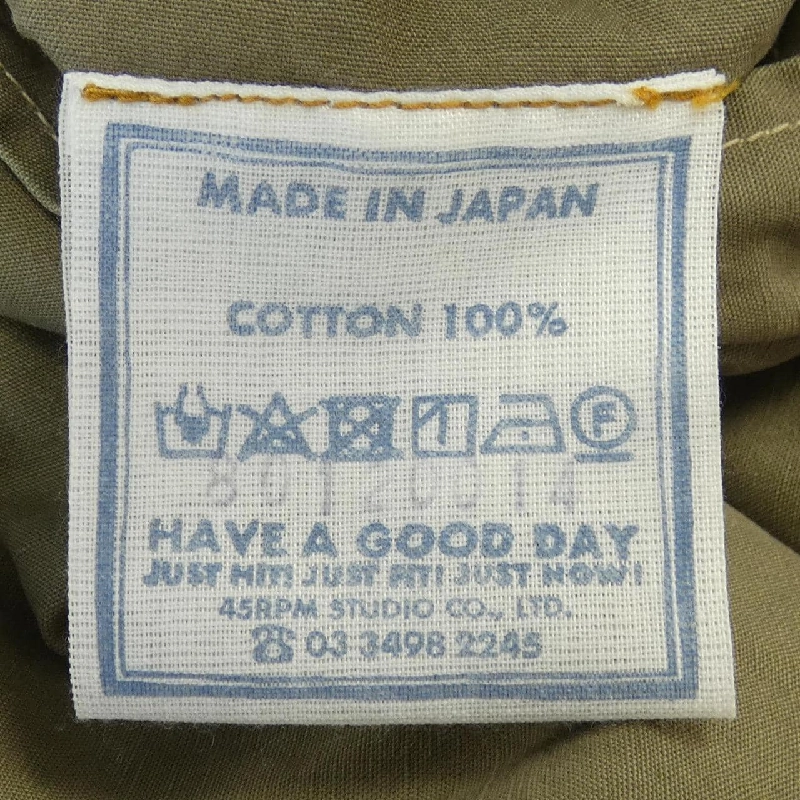 MADE IN JAPAN
COTTON 100%
F
HAVE A GOOD DAY
JUST HIT! JUST FIT! JUST NOW!
45RPM STUDIO CO., LTD.
☎ 03 3498 2245